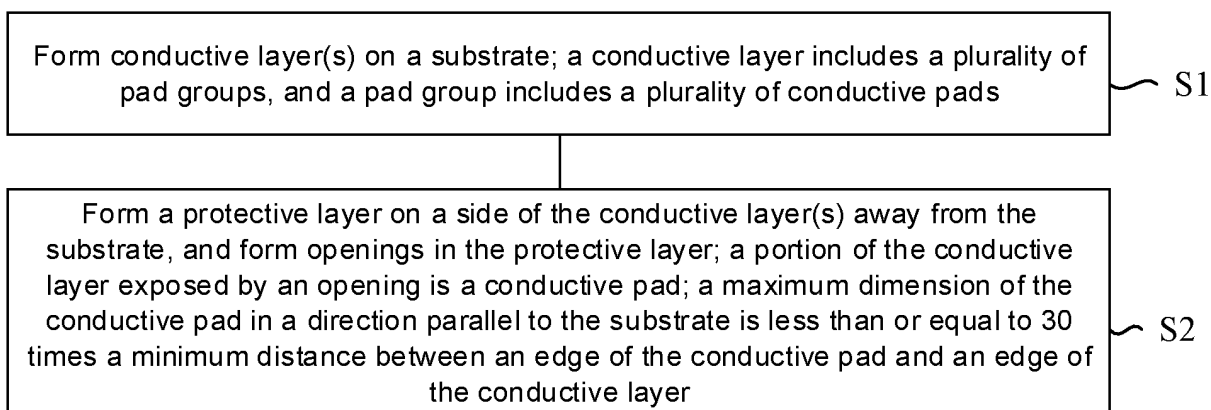 Form conductive layer(s) on a substrate; a conductive layer includes a plurality of
pad groups, and a pad group includes a plurality of conductive pads
S1
Form a protective layer on a side of the conductive layer(s) away from the
substrate, and form openings in the protective layer; a portion of the conductive
layer exposed by an opening is a conductive pad; a maximum dimension of the
conductive pad in a direction parallel to the substrate is less than or equal to 30
times a minimum distance between an edge of the conductive pad and an edge of
the conductive layer
S2